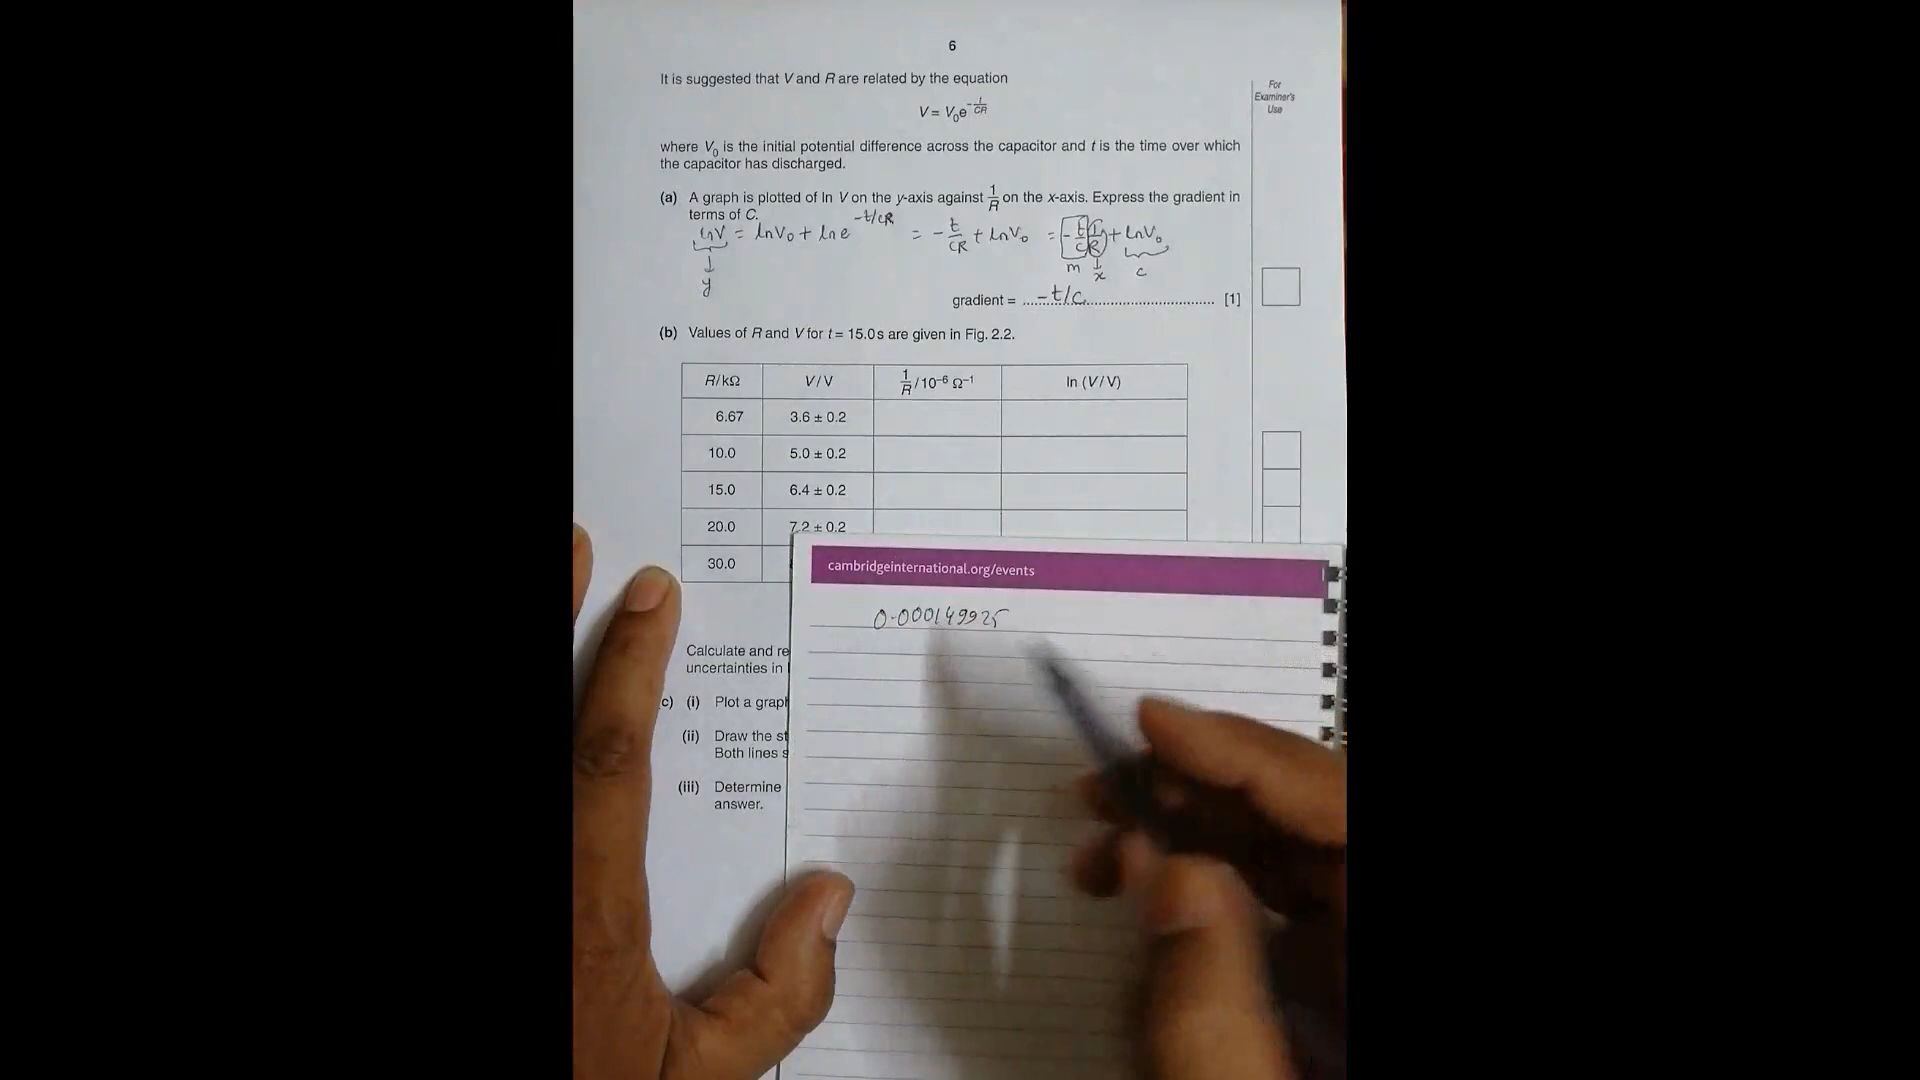 6
It is suggested that V and R are related by the equation
For
Examiner's
Use
V = V₀e^(-t/CR)
where V₀ is the initial potential difference across the capacitor and t is the time over which
the capacitor has discharged.
(a) A graph is plotted of ln V on the y-axis against 1/R on the x-axis. Express the gradient in
terms of C.
lnV = lnV₀ + ln e^(-t/CR) = -t/CR + lnV₀ = -t/C 1/R + lnV₀
y m x c
gradient = -t/c [1]
(b) Values of R and V for t = 15.0 s are given in Fig. 2.2.
R/kΩ V/V 1/R /10⁻⁶ Ω⁻¹ ln (V/V)
6.67 3.6 ± 0.2
10.0 5.0 ± 0.2
15.0 6.4 ± 0.2
20.0 7.2 ± 0.2
30.0
cambridgeinternational.org/events
0.000149925
Calculate and re
uncertainties in
c) (i) Plot a grap
(ii) Draw the st
Both lines s
(iii) Determine
answer.